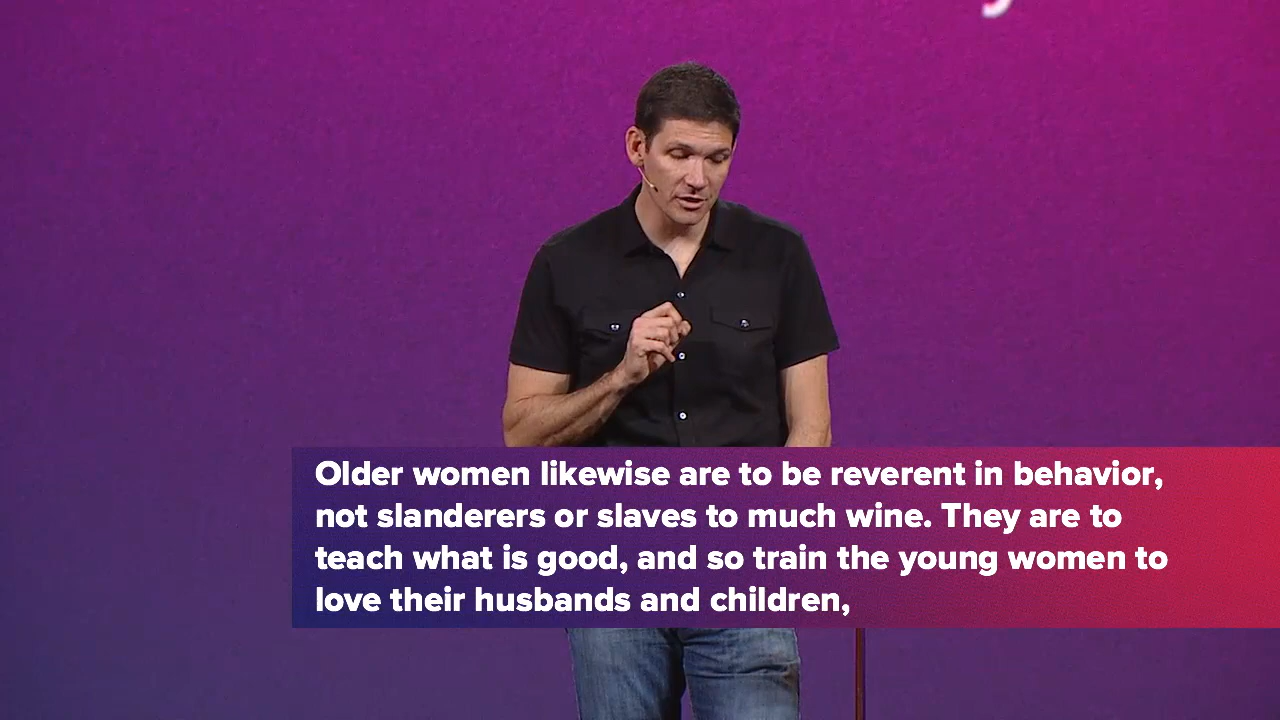 Older women likewise are to be reverent in behavior,
not slanderers or slaves to much wine. They are to
teach what is good, and so train the young women to
love their husbands and children,